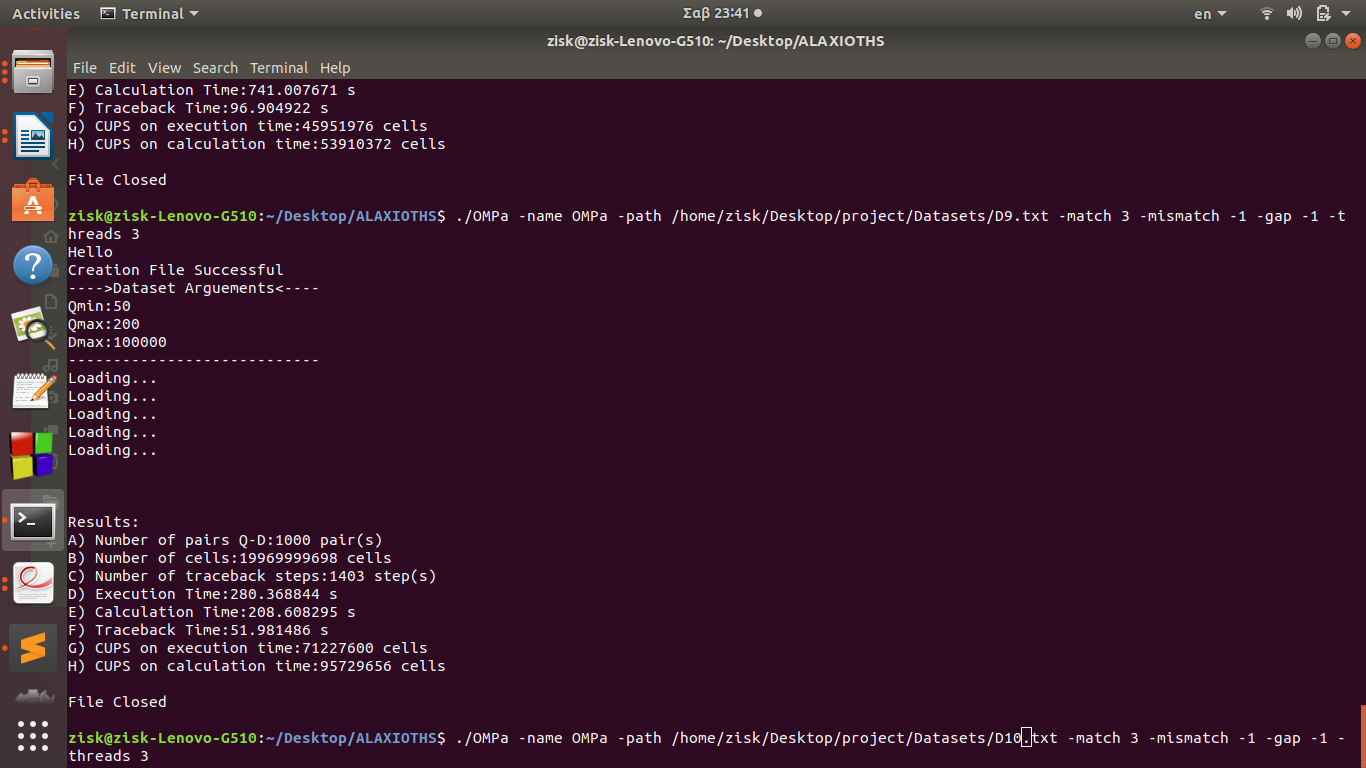 Activities Terminal Σαβ 23:41 en
zisk@zisk-Lenovo-G510: ~/Desktop/ALAXIOTHS
File Edit View Search Terminal Help
E) Calculation Time:741.007671 s
F) Traceback Time:96.904922 s
G) CUPS on execution time:45951976 cells
H) CUPS on calculation time:53910372 cells
File Closed
zisk@zisk-Lenovo-G510:~/Desktop/ALAXIOTHS$ ./OMPa -name OMPa -path /home/zisk/Desktop/project/Datasets/D9.txt -match 3 -mismatch -1 -gap -1 -t
hreads 3
Hello
Creation File Successful
---->Dataset Arguements<----
Qmin:50
Qmax:200
Dmax:100000
----------------------------
Loading...
Loading...
Loading...
Loading...
Loading...
Results:
A) Number of pairs Q-D:1000 pair(s)
B) Number of cells:19969999698 cells
C) Number of traceback steps:1403 step(s)
D) Execution Time:280.368844 s
E) Calculation Time:208.608295 s
F) Traceback Time:51.981486 s
G) CUPS on execution time:71227600 cells
H) CUPS on calculation time:95729656 cells
File Closed
zisk@zisk-Lenovo-G510:~/Desktop/ALAXIOTHS$ ./OMPa -name OMPa -path /home/zisk/Desktop/project/Datasets/D10.txt -match 3 -mismatch -1 -gap -1 -
threads 3